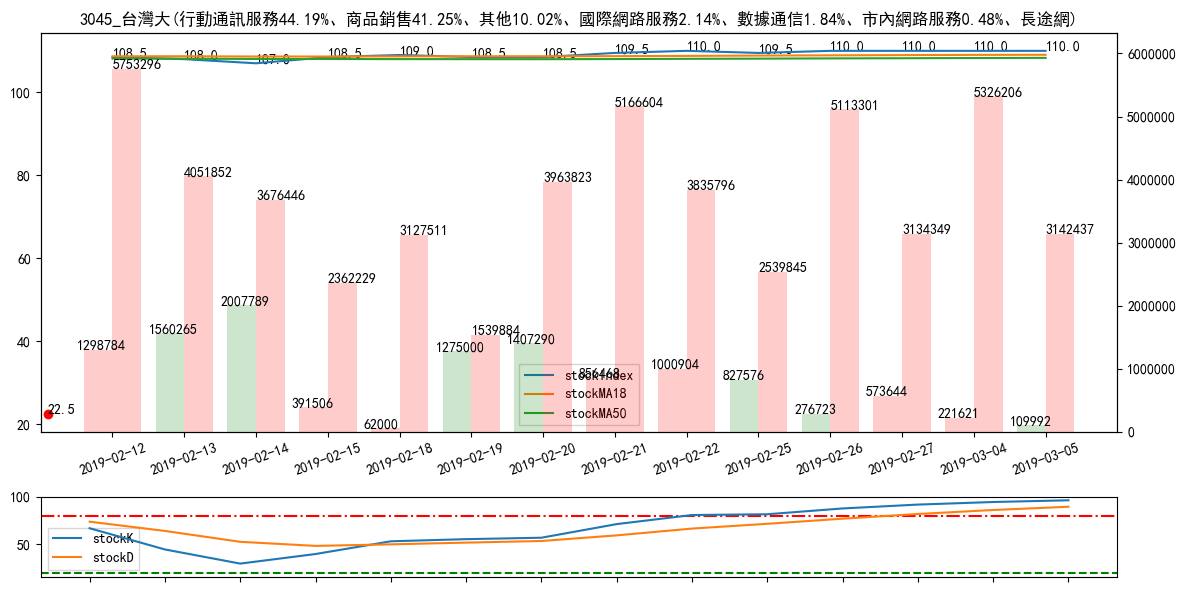 3045_台灣大(行動通訊服務44.19%、商品銷售41.25%、其他10.02%、國際網路服務2.14%、數據通信1.84%、市內網路服務0.48%、長途網)
108.5 108.0 107.0 108.5 109.0 108.5 108.5 109.5 110.0 109.5 110.0 110.0 110.0 110.0
5753296 4051852 3676446 2362229 3127511 1539884 3963823 5166604 3835796 2539845 5113301 3134349 5326206 3142437
1298784 1560265 2007789 391506 62000 1275000 1407290 856468 1000904 827576 276723 573644 221621 109992
22.5
100
80
60
40
20
6000000
5000000
4000000
3000000
2000000
1000000
0
stockIndex
stockMA18
stockMA50
2019-02-12 2019-02-13 2019-02-14 2019-02-15 2019-02-18 2019-02-19 2019-02-20 2019-02-21 2019-02-22 2019-02-25 2019-02-26 2019-02-27 2019-03-04 2019-03-05
100
50
stockK
stockD